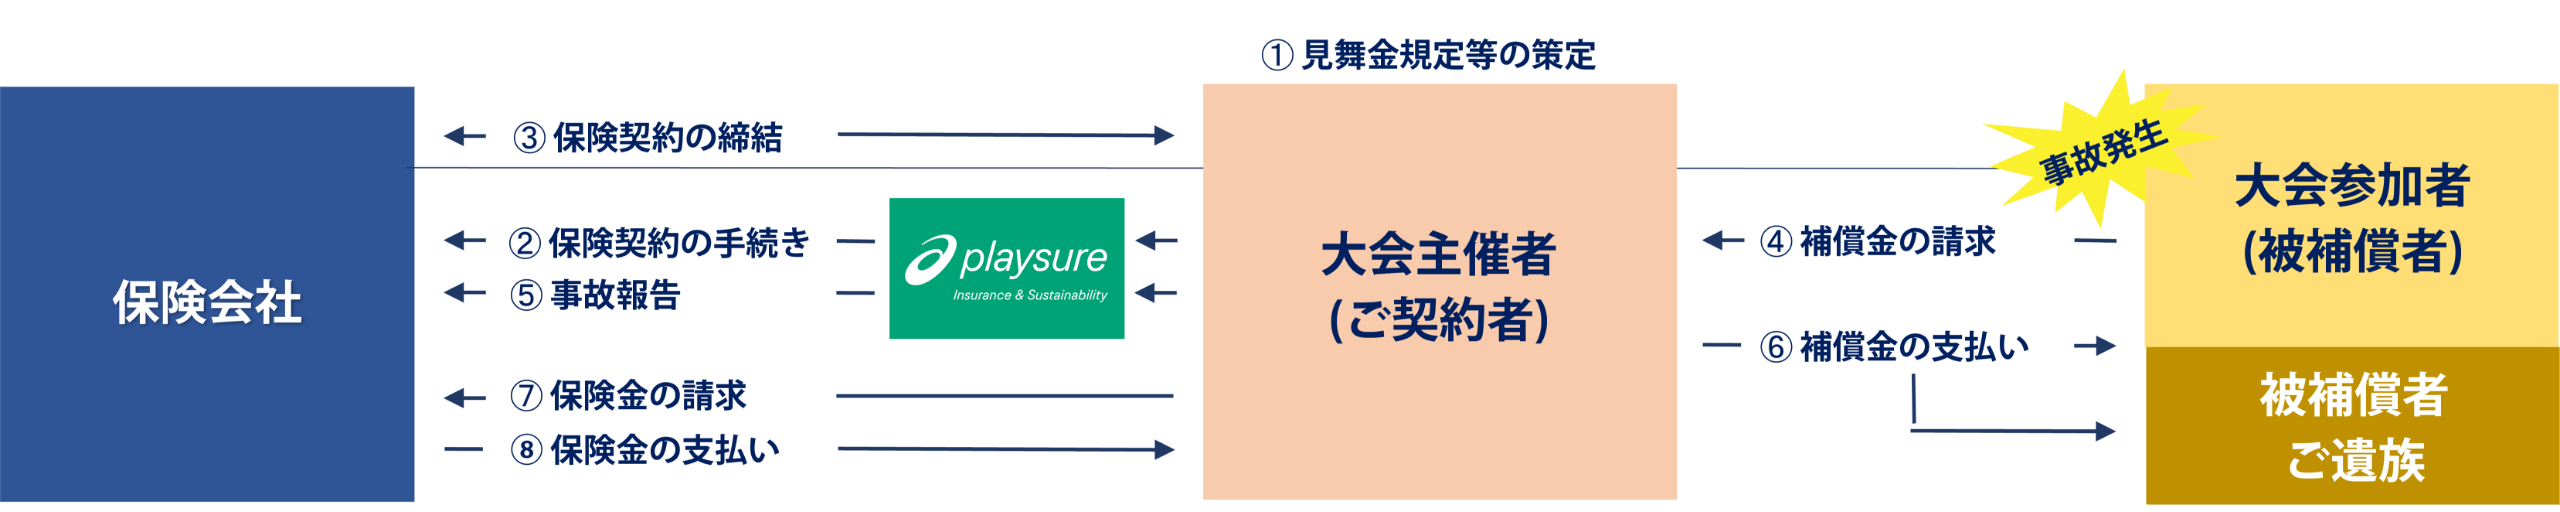 ① 見舞金規定等の策定
③ 保険契約の締結
② 保険契約の手続き
⑤ 事故報告
⑦ 保険金の請求
⑧ 保険金の支払い
保険会社
playsure
Insurance & Sustainability
大会主催者
(ご契約者)
事故発生
④ 補償金の請求
⑥ 補償金の支払い
大会参加者
(被補償者)
被補償者
ご遺族